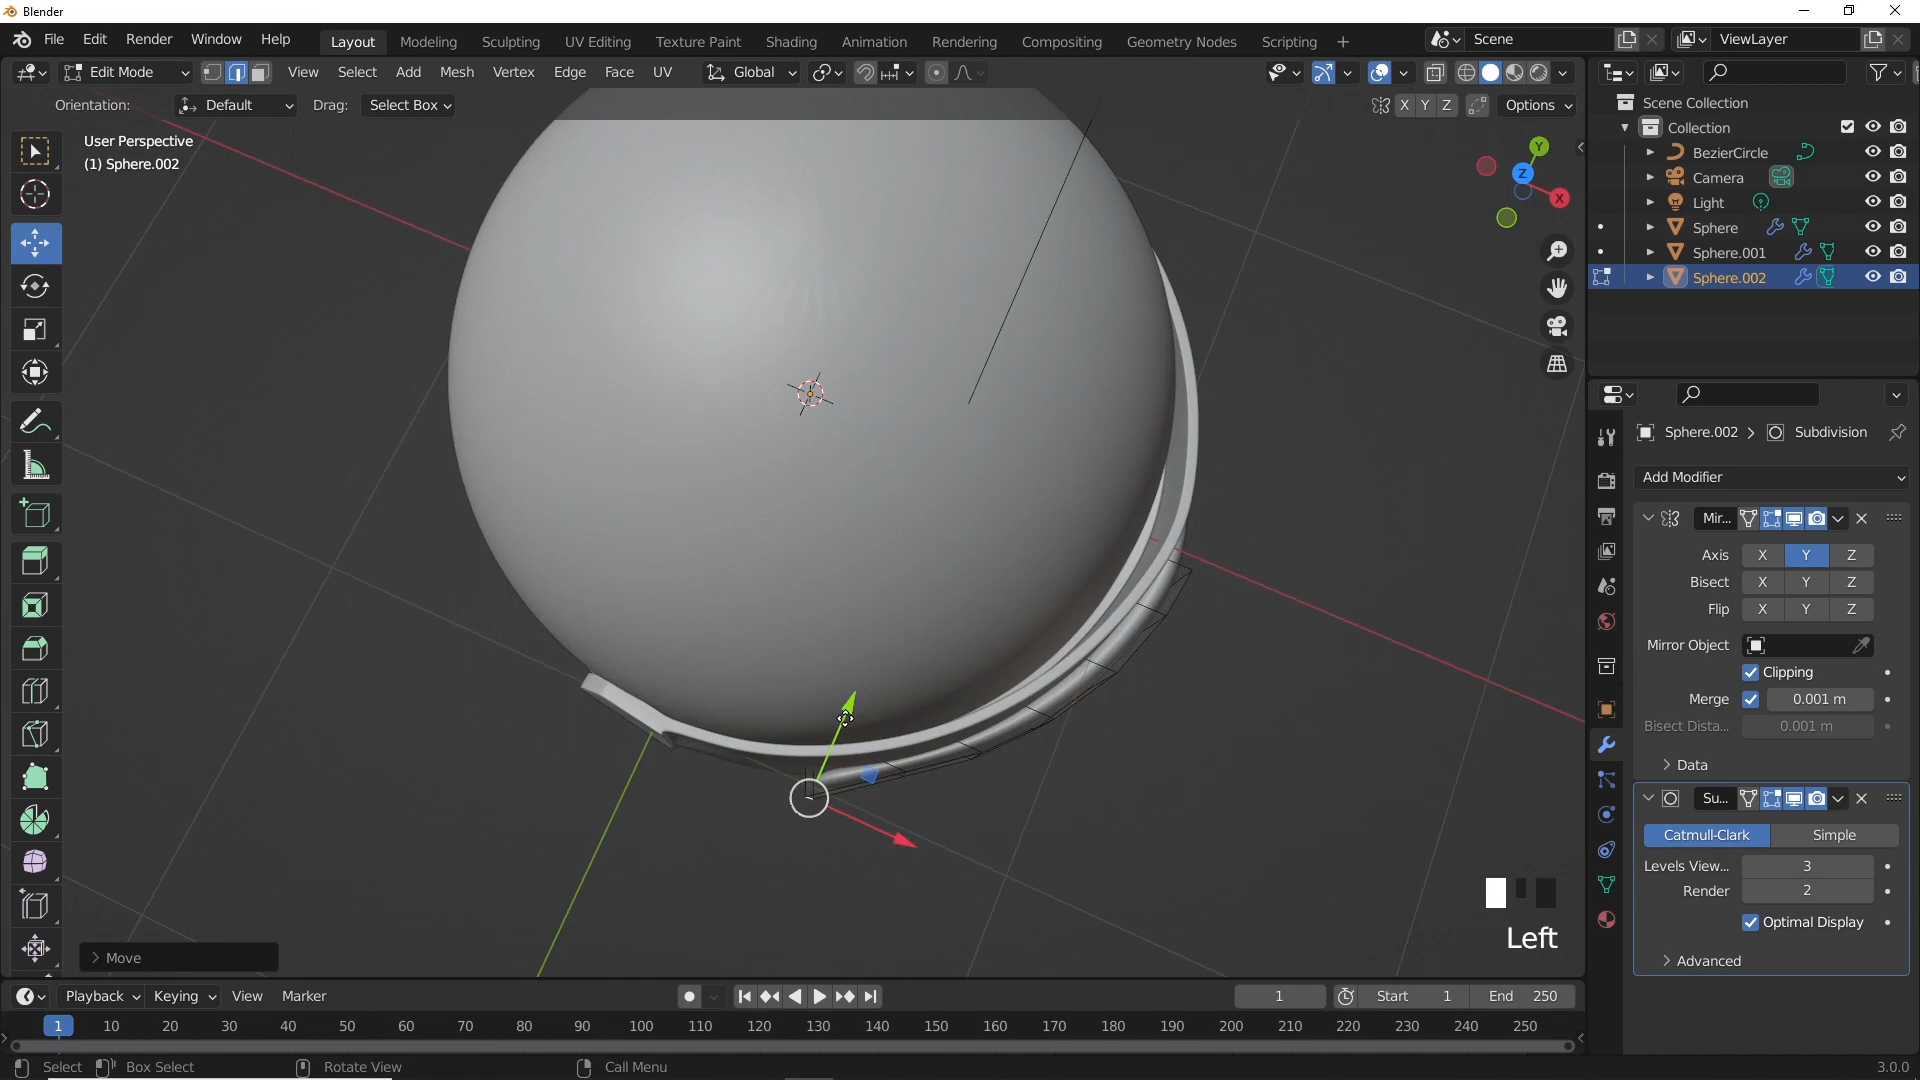 Blender
File Edit Render Window Help Layout Modeling Sculpting UV Editing Texture Paint Shading Animation Rendering Compositing Geometry Nodes Scripting + Scene ViewLayer
Edit Mode View Select Add Mesh Vertex Edge Face UV Global
Orientation: Default Drag: Select Box X Y Z Options
User Perspective
(1) Sphere.002
Y
Z
X
Scene Collection
Collection
BezierCircle
Camera
Light
Sphere
Sphere.001
Sphere.002
Sphere.002 > Subdivision
Add Modifier
Mir...
Axis X Y Z
Bisect X Y Z
Flip X Y Z
Mirror Object
Clipping
Merge 0.001 m
Bisect Dista... 0.001 m
> Data
Su...
Catmull-Clark Simple
Levels View... 3
Render 2
Optimal Display
> Advanced
Left
> Move
Playback Keying View Marker 1 Start 1 End 250
1 10 20 30 40 50 60 70 80 90 100 110 120 130 140 150 160 170 180 190 200 210 220 230 240 250
Select Box Select Rotate View Call Menu 3.0.0